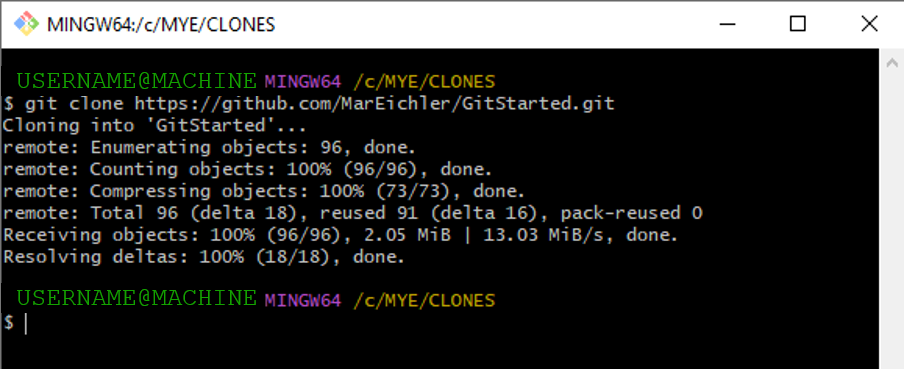 MINGW64:/c/MYE/CLONES
USERNAME@MACHINE MINGW64 /c/MYE/CLONES
$ git clone https://github.com/MarEichler/GitStarted.git
Cloning into 'GitStarted'...
remote: Enumerating objects: 96, done.
remote: Counting objects: 100% (96/96), done.
remote: Compressing objects: 100% (73/73), done.
remote: Total 96 (delta 18), reused 91 (delta 16), pack-reused 0
Receiving objects: 100% (96/96), 2.05 MiB | 13.03 MiB/s, done.
Resolving deltas: 100% (18/18), done.
USERNAME@MACHINE MINGW64 /c/MYE/CLONES
$